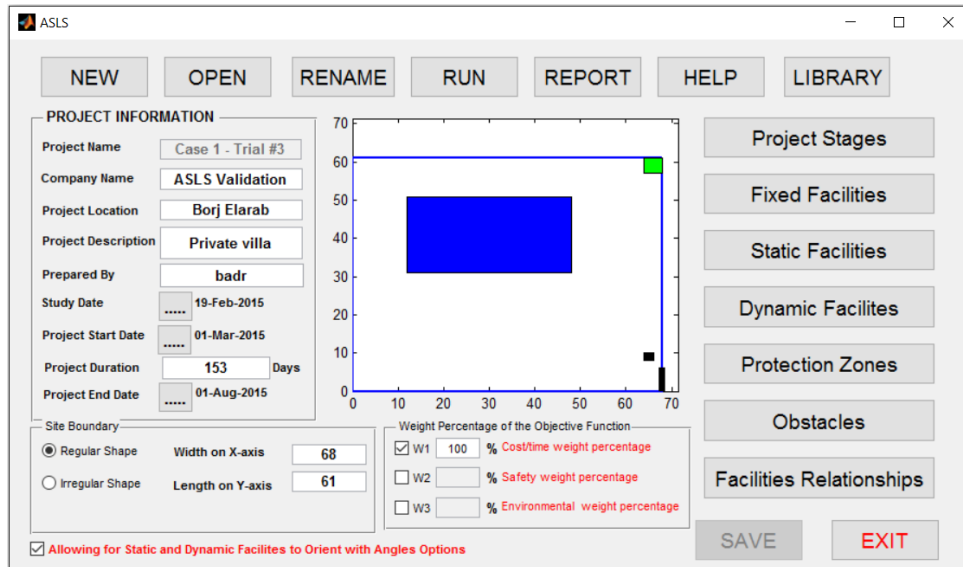 ASLS
NEW OPEN RENAME RUN REPORT HELP LIBRARY
PROJECT INFORMATION
Project Name Case 1 - Trial #3
Company Name ASLS Validation
Project Location Borj Elarab
Project Description Private villa
Prepared By badr
Study Date ..... 19-Feb-2015
Project Start Date ..... 01-Mar-2015
Project Duration 153 Days
Project End Date ..... 01-Aug-2015
70
60
50
40
30
20
10
0
0 10 20 30 40 50 60 70
Project Stages
Fixed Facilities
Static Facilities
Dynamic Facilites
Protection Zones
Obstacles
Facilities Relationships
Site Boundary
Regular Shape Width on X-axis 68
Irregular Shape Length on Y-axis 61
Weight Percentage of the Objective Function
W1 100 % Cost/time weight percentage
W2 % Safety weight percentage
W3 % Environmental weight percentage
Allowing for Static and Dynamic Facilites to Orient with Angles Options
SAVE EXIT